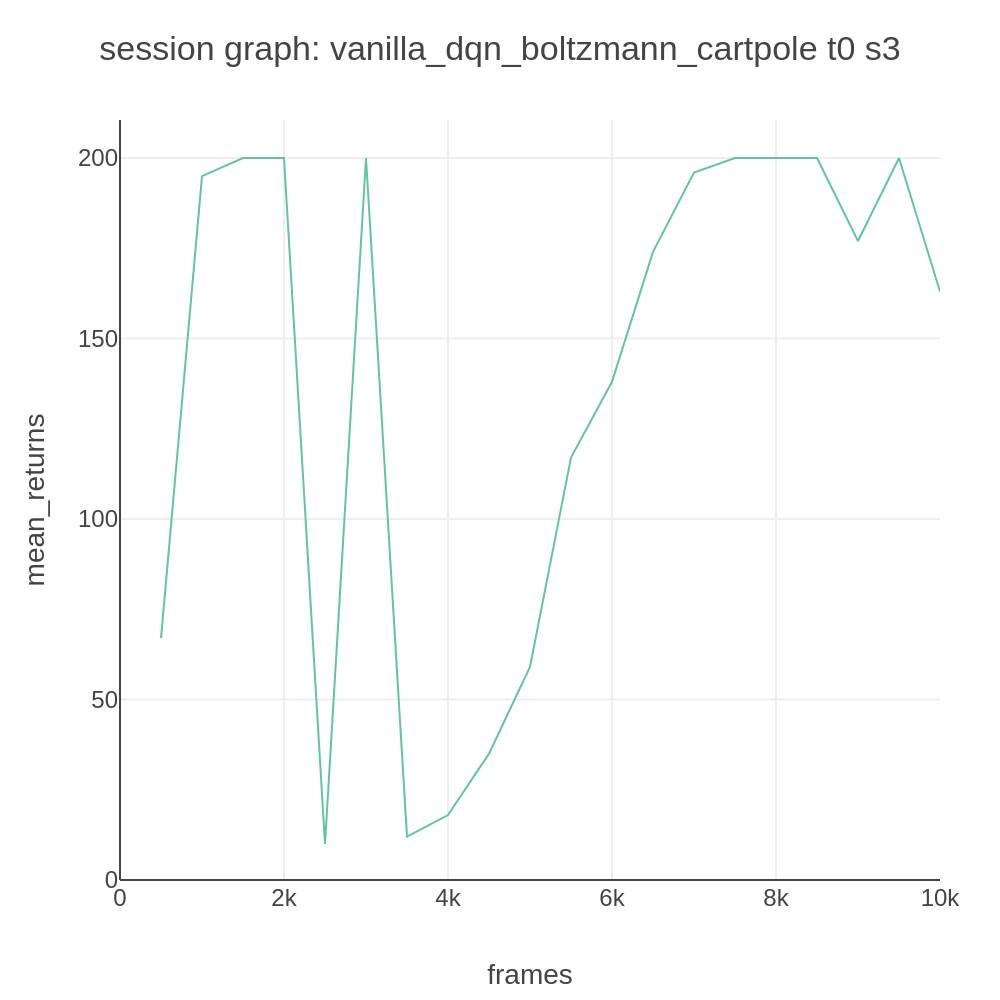 session graph: vanilla_dqn_boltzmann_cartpole t0 s3
mean_returns
200
150
100
50
0
0 2k 4k 6k 8k 10k
frames